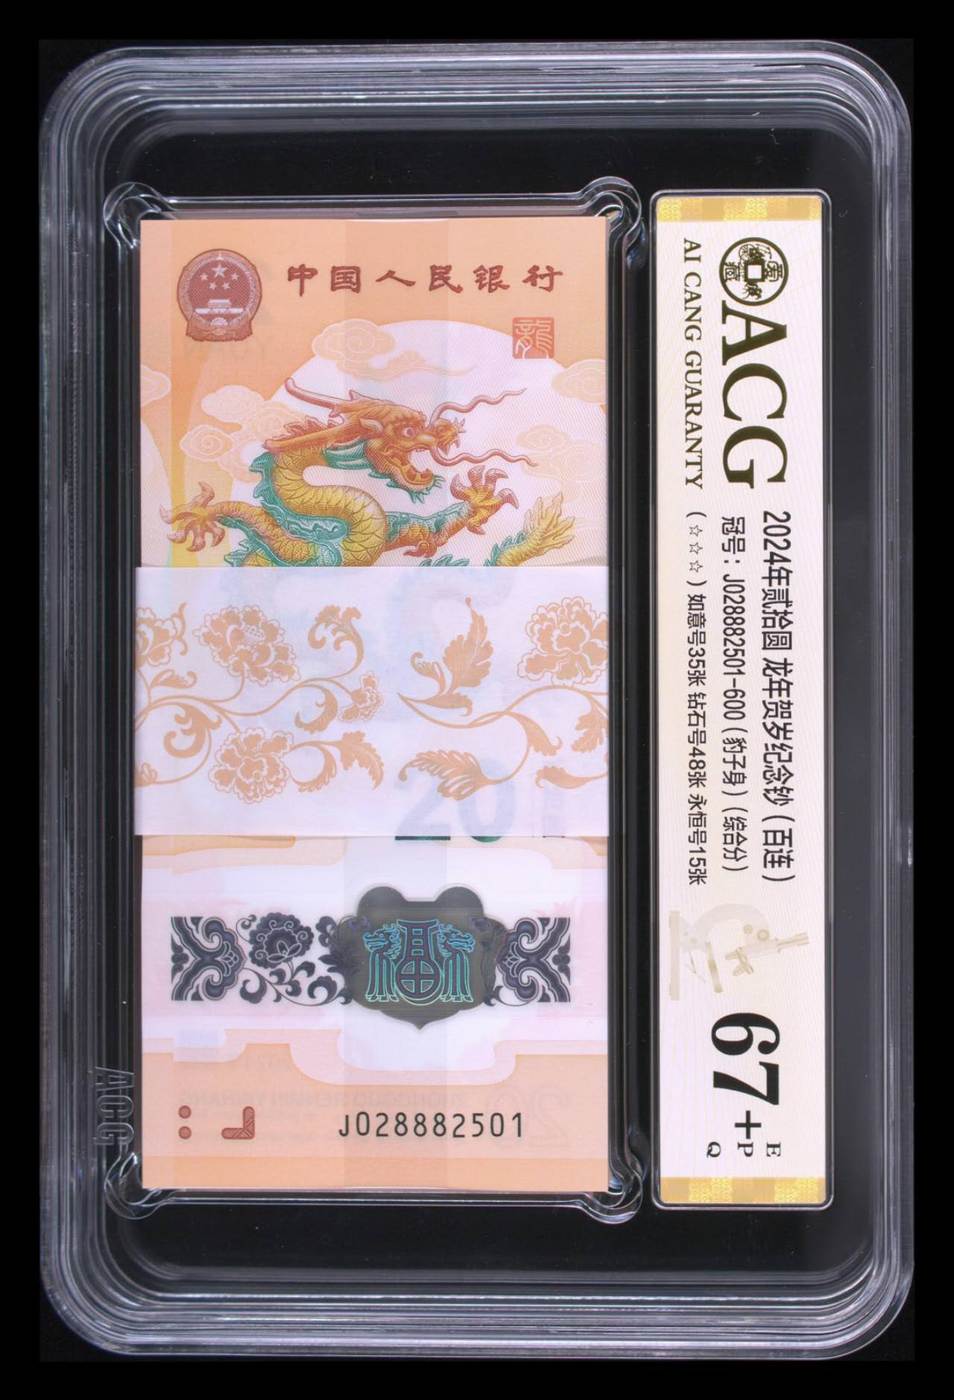 中国人民银行
龍
20
福
J028882501
ACG
AI CANG GUARANTY
2024年贰拾圆 龙年贺岁纪念钞（百连）
冠号：J028882501-600（豹子身）（综合分）
（☆☆☆）如意号35张 钻石号48张 永恒号15张
67+
E
P
Q
ACG